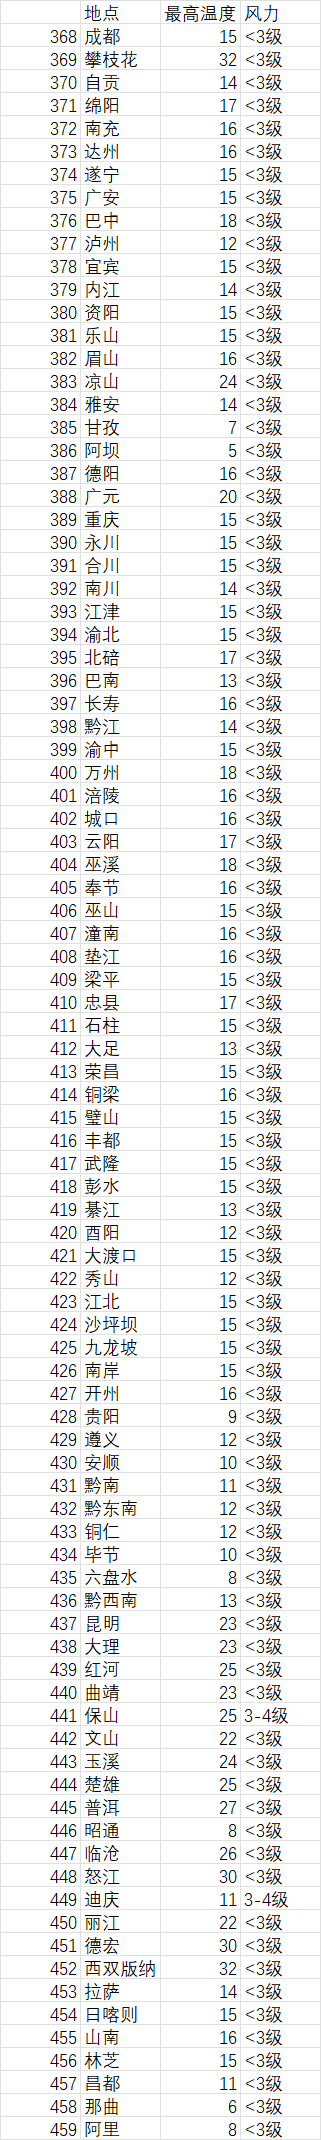 地点 最高温度 风力
368 成都 15 <3级
369 攀枝花 32 <3级
370 自贡 14 <3级
371 绵阳 17 <3级
372 南充 16 <3级
373 达州 16 <3级
374 遂宁 15 <3级
375 广安 15 <3级
376 巴中 18 <3级
377 泸州 12 <3级
378 宜宾 15 <3级
379 内江 14 <3级
380 资阳 15 <3级
381 乐山 15 <3级
382 眉山 16 <3级
383 凉山 24 <3级
384 雅安 14 <3级
385 甘孜 7 <3级
386 阿坝 5 <3级
387 德阳 16 <3级
388 广元 20 <3级
389 重庆 15 <3级
390 永川 15 <3级
391 合川 15 <3级
392 南川 14 <3级
393 江津 15 <3级
394 渝北 15 <3级
395 北碚 17 <3级
396 巴南 13 <3级
397 长寿 16 <3级
398 黔江 14 <3级
399 渝中 15 <3级
400 万州 18 <3级
401 涪陵 16 <3级
402 城口 16 <3级
403 云阳 17 <3级
404 巫溪 18 <3级
405 奉节 16 <3级
406 巫山 15 <3级
407 潼南 16 <3级
408 垫江 16 <3级
409 梁平 15 <3级
410 忠县 17 <3级
411 石柱 15 <3级
412 大足 13 <3级
413 荣昌 15 <3级
414 铜梁 16 <3级
415 璧山 15 <3级
416 丰都 15 <3级
417 武隆 15 <3级
418 彭水 15 <3级
419 綦江 13 <3级
420 酉阳 12 <3级
421 大渡口 15 <3级
422 秀山 12 <3级
423 江北 15 <3级
424 沙坪坝 15 <3级
425 九龙坡 15 <3级
426 南岸 15 <3级
427 开州 16 <3级
428 贵阳 9 <3级
429 遵义 12 <3级
430 安顺 10 <3级
431 黔南 11 <3级
432 黔东南 12 <3级
433 铜仁 12 <3级
434 毕节 10 <3级
435 六盘水 8 <3级
436 黔西南 13 <3级
437 昆明 23 <3级
438 大理 23 <3级
439 红河 25 <3级
440 曲靖 23 <3级
441 保山 25 3-4级
442 文山 22 <3级
443 玉溪 24 <3级
444 楚雄 25 <3级
445 普洱 27 <3级
446 昭通 8 <3级
447 临沧 26 <3级
448 怒江 30 <3级
449 迪庆 11 3-4级
450 丽江 22 <3级
451 德宏 30 <3级
452 西双版纳 32 <3级
453 拉萨 14 <3级
454 日喀则 15 <3级
455 山南 16 <3级
456 林芝 15 <3级
457 昌都 11 <3级
458 那曲 6 <3级
459 阿里 8 <3级